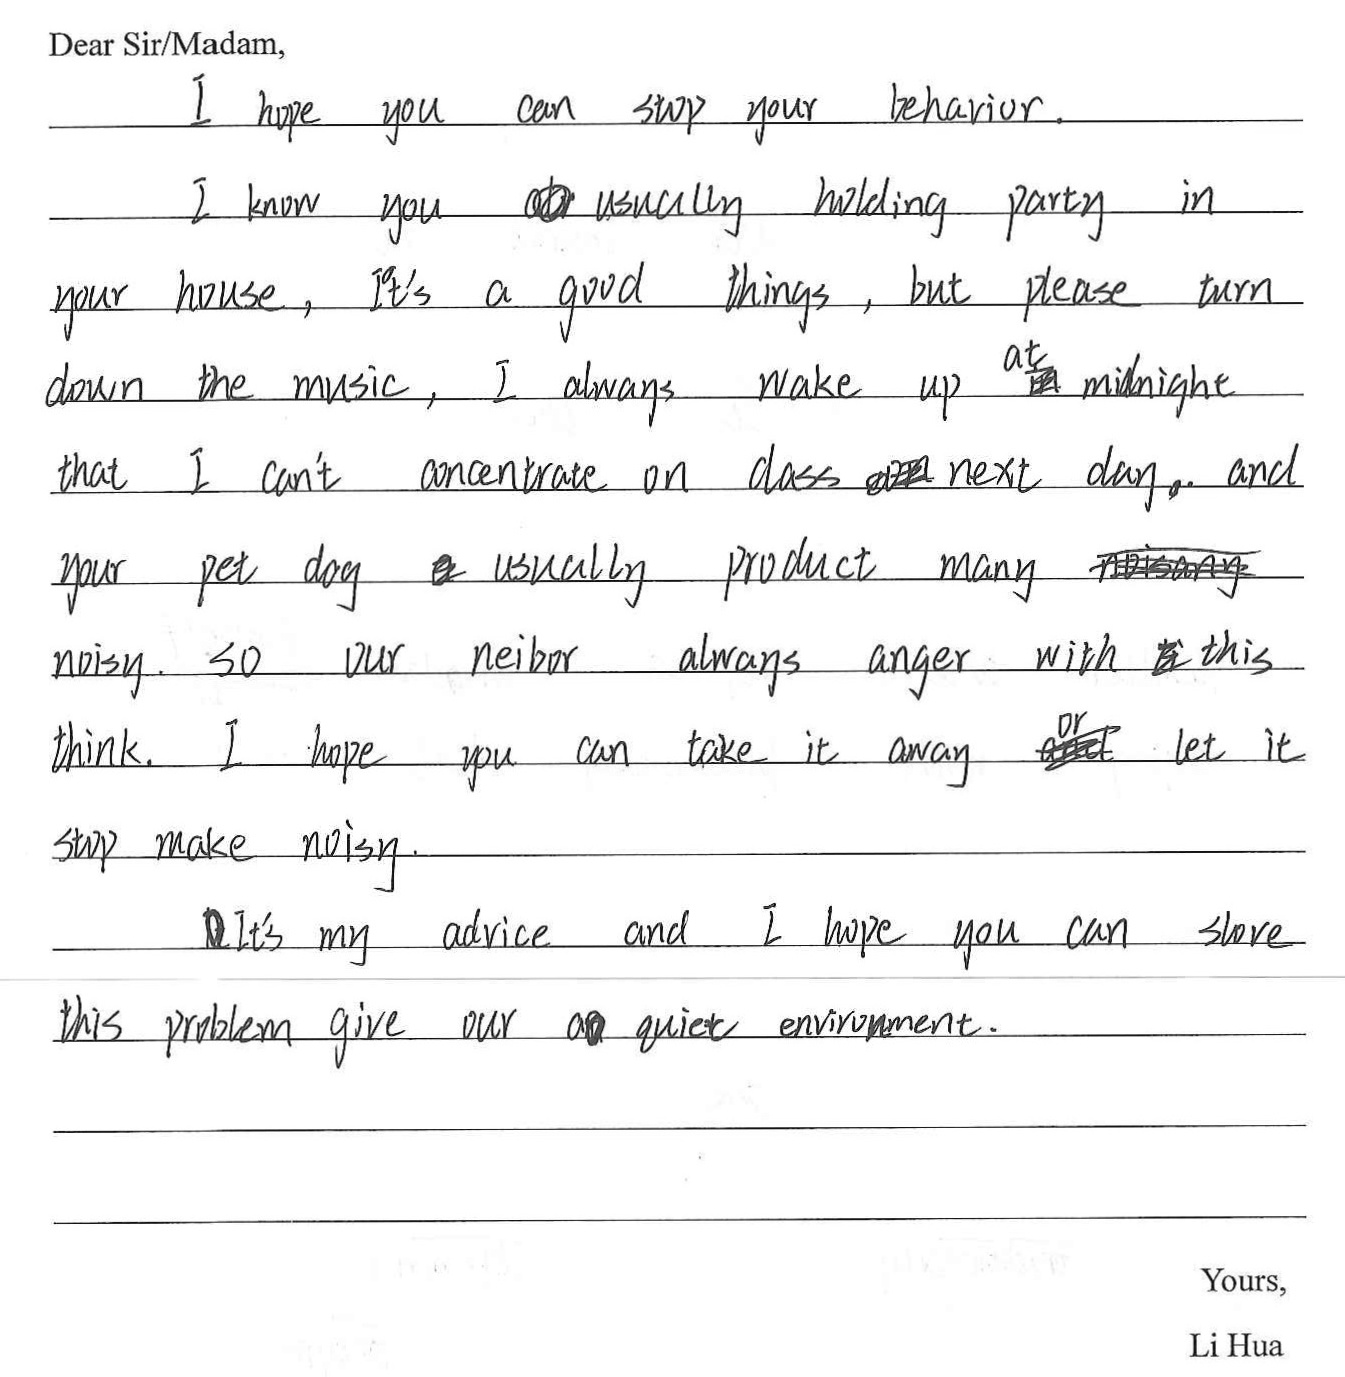 Dear Sir/Madam,
I hope you can stop your behavior.
I know you usually holding party in
your house, It's a good things, but please turn
down the music, I always wake up at midnight
that I can't concentrate on class next day. and
your pet dog usually product many
noisy. so our neibor always anger with this
think. I hope you can take it away or let it
stop make noisy.
It's my advice and I hope you can slove
this problem give our a quiet environment.
Yours,
Li Hua